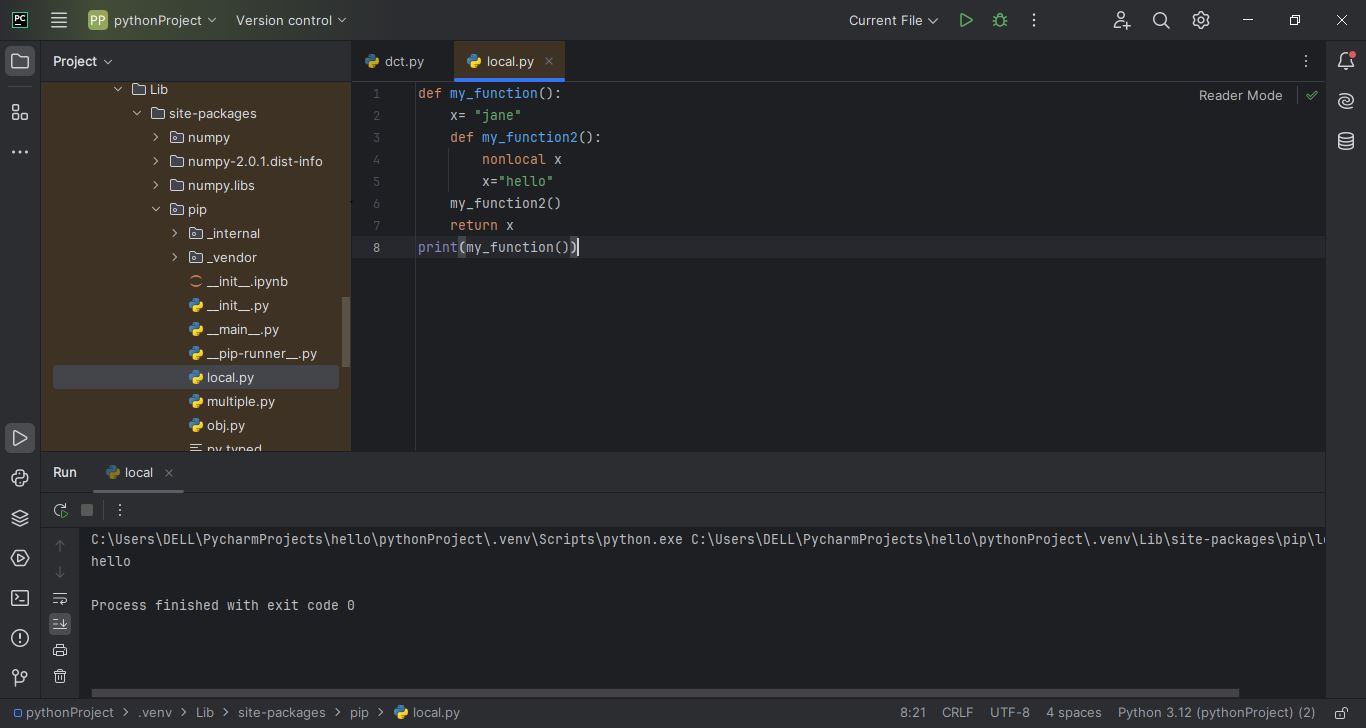 PC PP pythonProject Version control Current File
Project
dct.py local.py
Lib
site-packages
numpy
numpy-2.0.1.dist-info
numpy.libs
pip
_internal
_vendor
__init__.ipynb
__init__.py
__main__.py
__pip-runner__.py
local.py
multiple.py
obj.py
py.typed
Reader Mode
1 def my_function():
2 x= "jane"
3 def my_function2():
4 nonlocal x
5 x="hello"
6 my_function2()
7 return x
8 print(my_function())
Run local
C:\Users\DELL\PycharmProjects\hello\pythonProject\.venv\Scripts\python.exe C:\Users\DELL\PycharmProjects\hello\pythonProject\.venv\Lib\site-packages\pip\l
hello
Process finished with exit code 0
pythonProject > .venv > Lib > site-packages > pip > local.py 8:21 CRLF UTF-8 4 spaces Python 3.12 (pythonProject) (2)